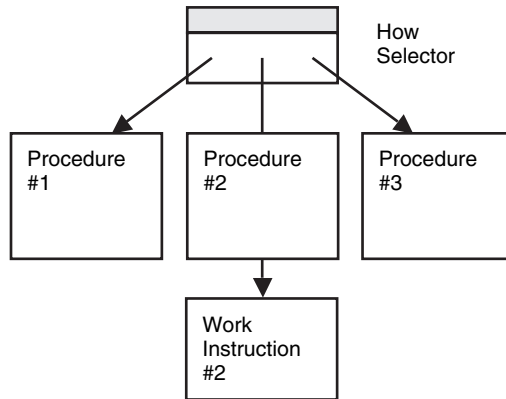 How
Selector
Procedure
#1
Procedure
#2
Procedure
#3
Work
Instruction
#2